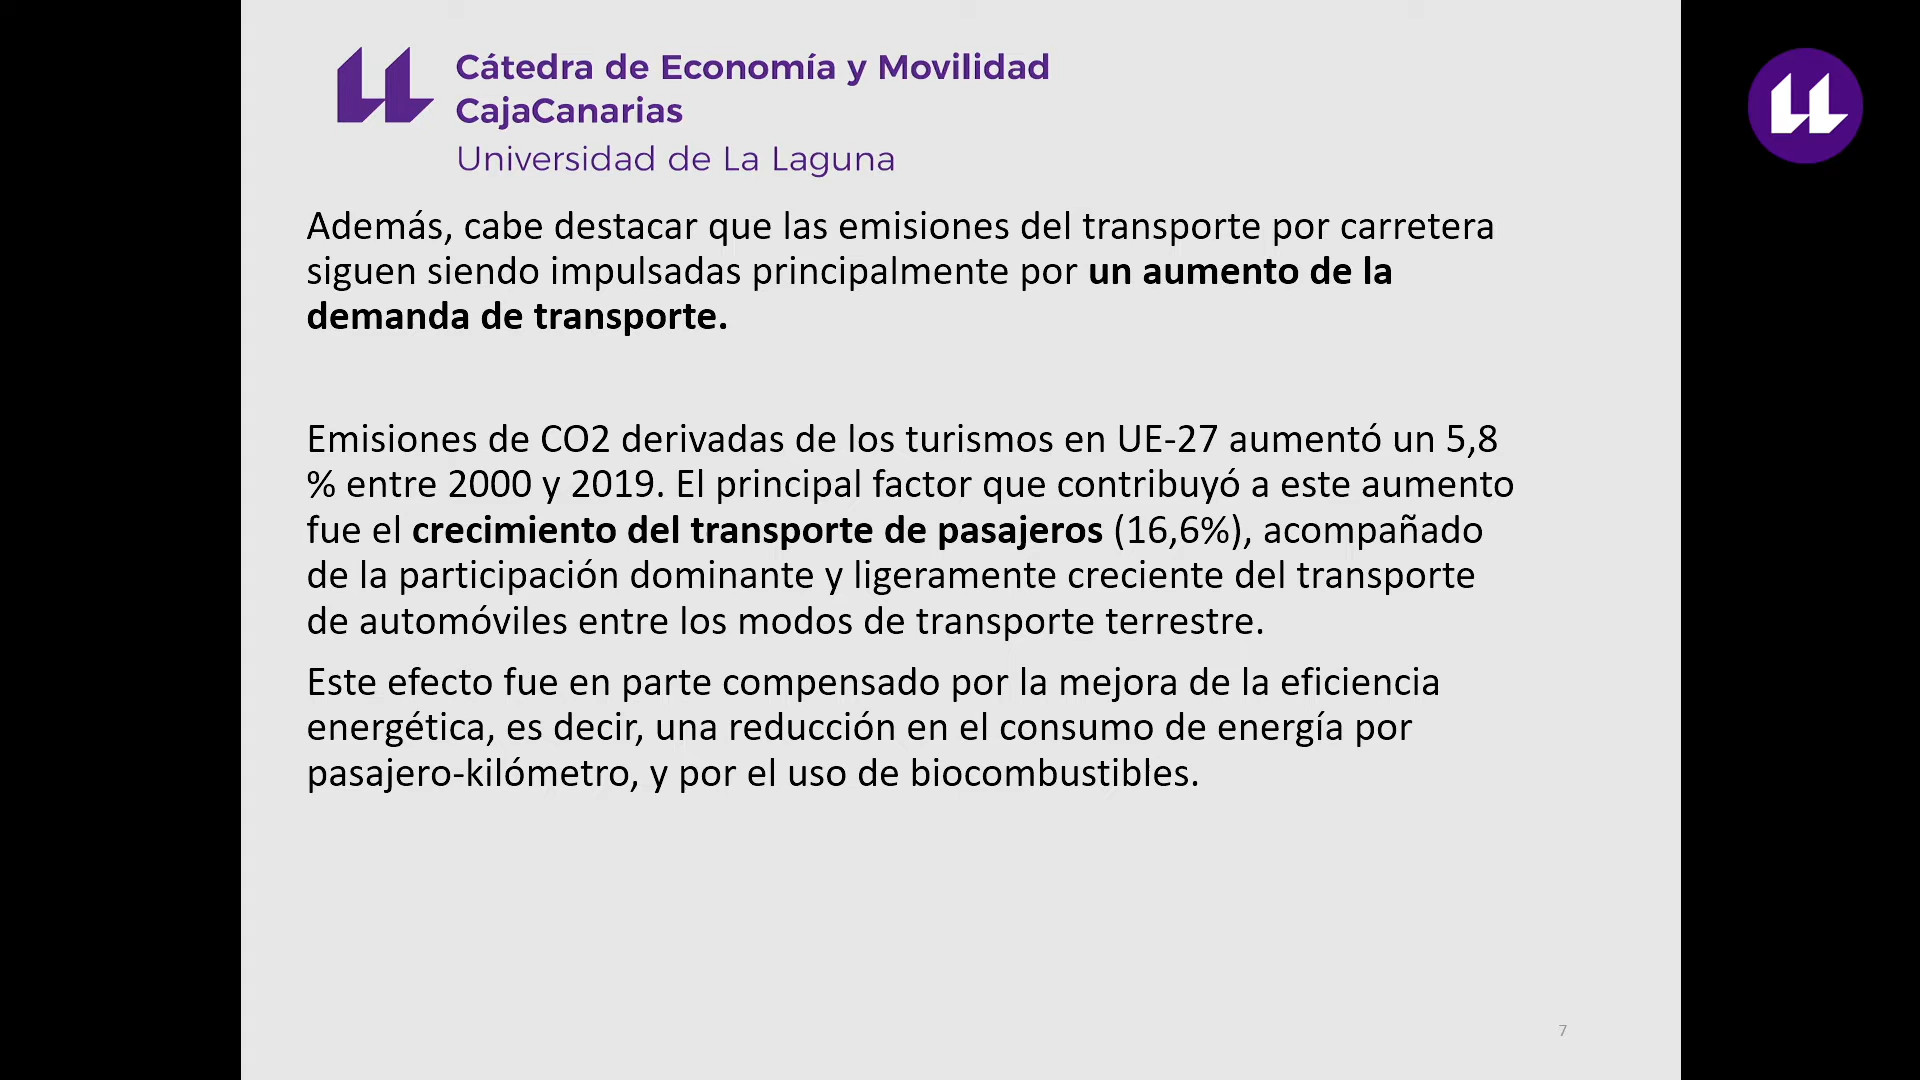 Cátedra de Economía y Movilidad
CajaCanarias
Universidad de La Laguna
Además, cabe destacar que las emisiones del transporte por carretera
siguen siendo impulsadas principalmente por un aumento de la
demanda de transporte.
Emisiones de CO2 derivadas de los turismos en UE-27 aumentó un 5,8
% entre 2000 y 2019. El principal factor que contribuyó a este aumento
fue el crecimiento del transporte de pasajeros (16,6%), acompañado
de la participación dominante y ligeramente creciente del transporte
de automóviles entre los modos de transporte terrestre.
Este efecto fue en parte compensado por la mejora de la eficiencia
energética, es decir, una reducción en el consumo de energía por
pasajero-kilómetro, y por el uso de biocombustibles.
7